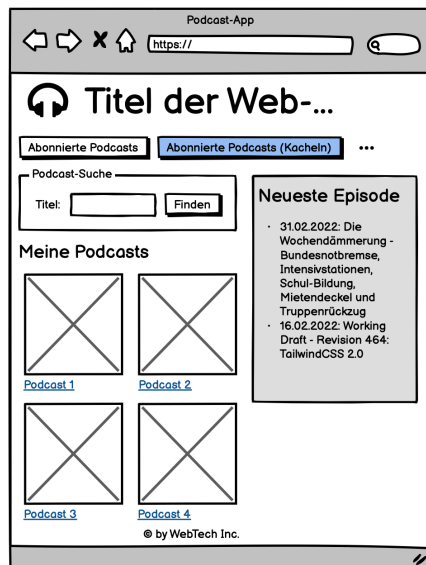 Podcast-App
https://
Titel der Web-...
Abonnierte Podcasts
Abonnierte Podcasts (Kacheln)
•••
Podcast-Suche
Titel:
Finden
Meine Podcasts
Podcast 1
Podcast 2
Podcast 3
Podcast 4
Neueste Episode
• 31.02.2022: Die
Wochendämmerung -
Bundesnotbremse,
Intensivstationen,
Schul-Bildung,
Mietendeckel und
Truppenrückzug
• 16.02.2022: Working
Draft - Revision 464:
TailwindCSS 2.0
© by WebTech Inc.